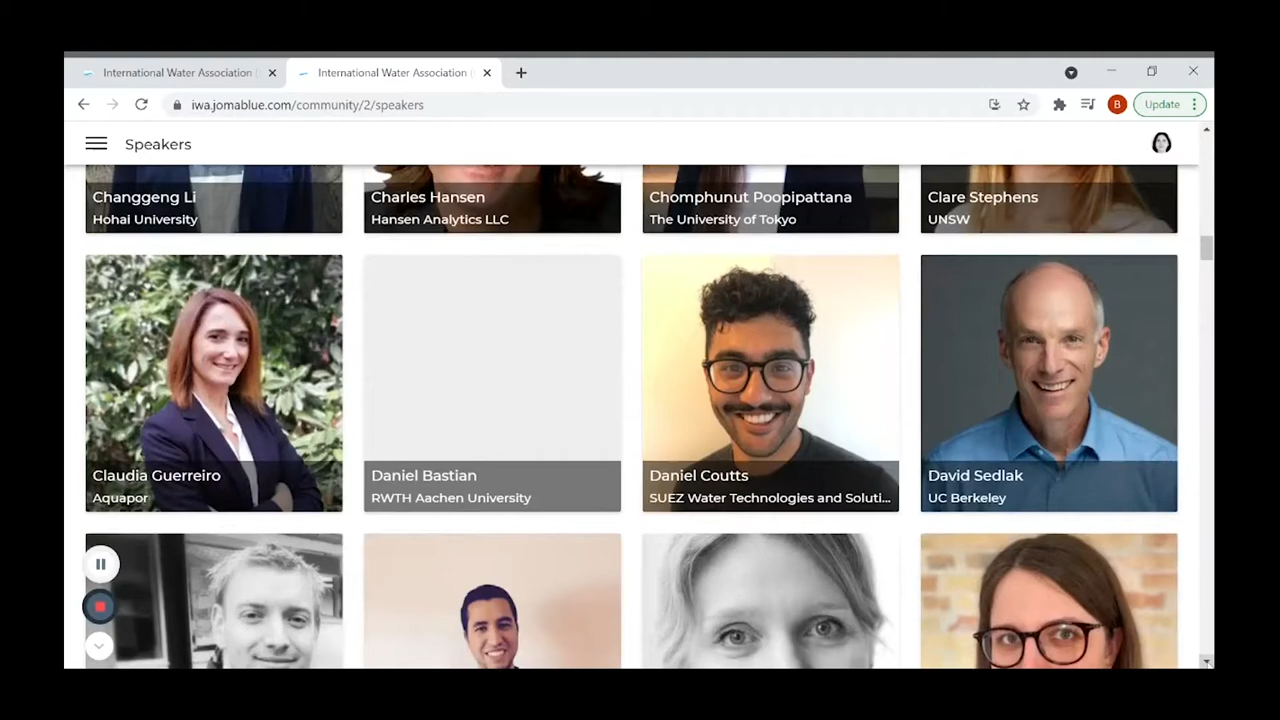 International Water Association (
International Water Association (
iwa.jomablue.com/community/2/speakers
B
Update
Speakers
Changgeng Li
Hohai University
Charles Hansen
Hansen Analytics LLC
Chomphunut Poopipattana
The University of Tokyo
Clare Stephens
UNSW
Claudia Guerreiro
Aquapor
Daniel Bastian
RWTH Aachen University
Daniel Coutts
SUEZ Water Technologies and Soluti...
David Sedlak
UC Berkeley